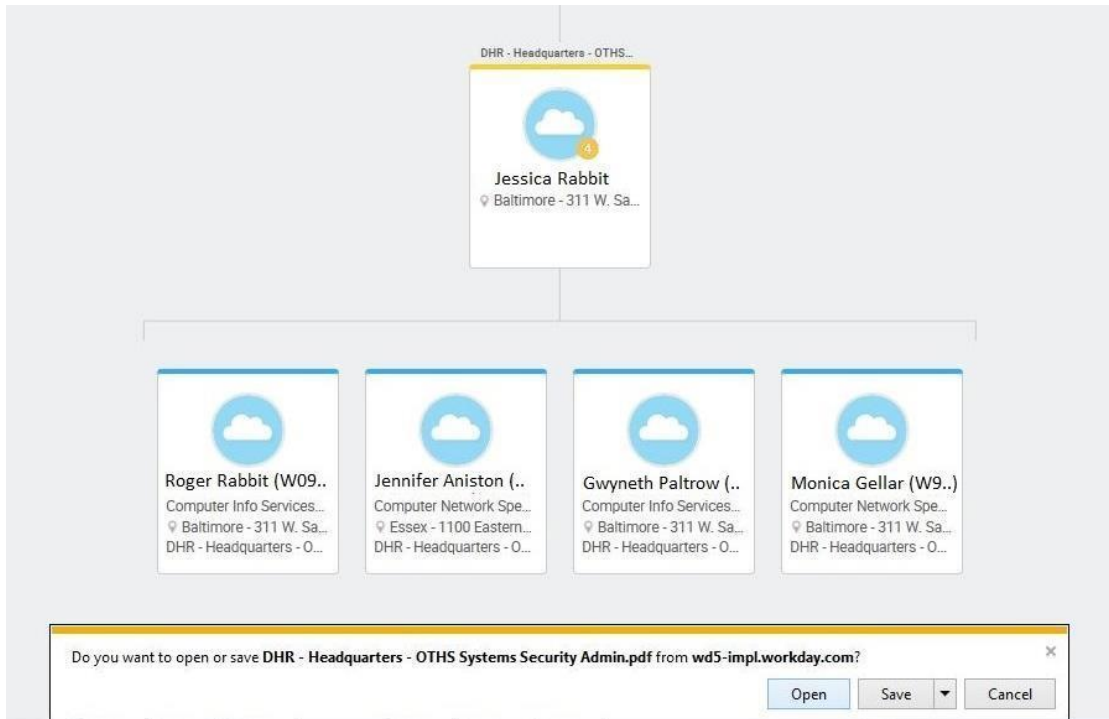 DHR - Headquarters - OTHS...
4
Jessica Rabbit
Baltimore - 311 W. Sa...
Roger Rabbit (W09..
Computer Info Services...
Baltimore - 311 W. Sa...
DHR - Headquarters - O...
Jennifer Aniston (..
Computer Network Spe...
Essex - 1100 Eastern...
DHR - Headquarters - O...
Gwyneth Paltrow (..
Computer Info Services...
Baltimore - 311 W. Sa...
DHR - Headquarters - O...
Monica Gellar (W9..)
Computer Network Spe...
Baltimore - 311 W. Sa...
DHR - Headquarters - O...
Do you want to open or save DHR - Headquarters - OTHS Systems Security Admin.pdf from wd5-impl.workday.com?
Open
Save
Cancel